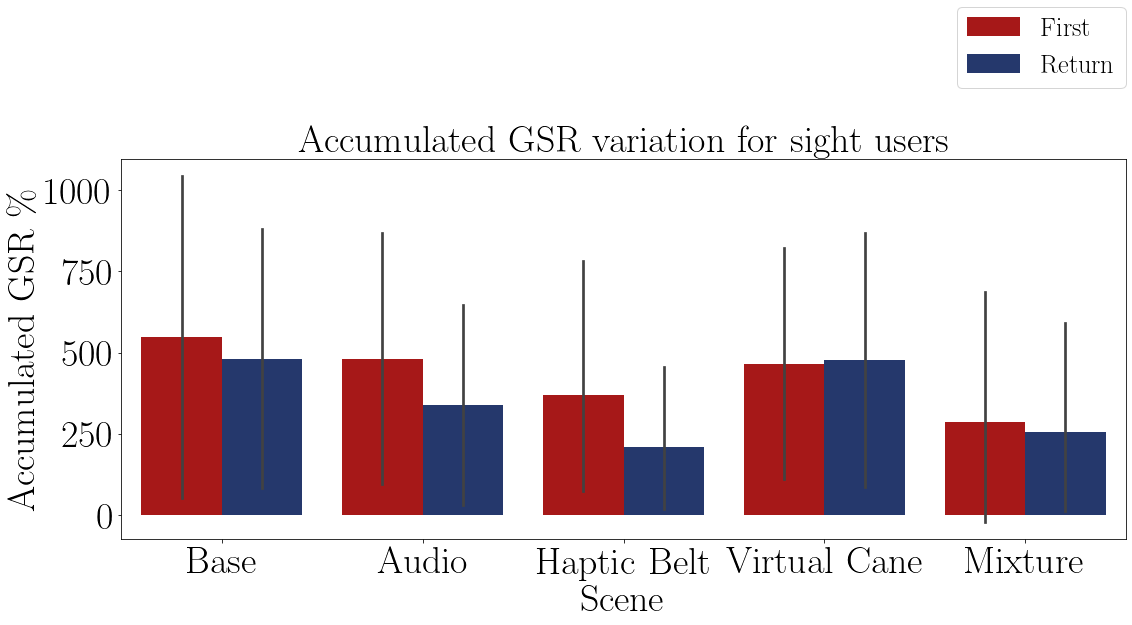 First
Return
Accumulated GSR variation for sight users
Accumulated GSR %
1000
750
500
250
0
Base Audio Haptic Belt Virtual Cane Mixture
Scene